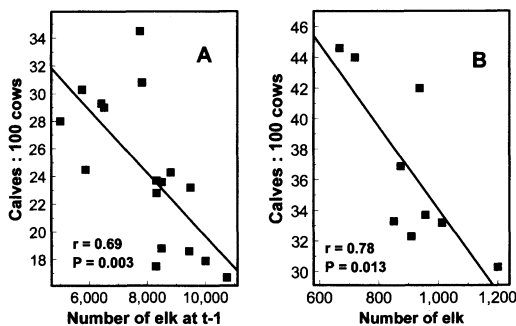 A
Calves : 100 cows
34
32
30
28
26
24
22
20
18
r = 0.69
P = 0.003
6,000 8,000 10,000
Number of elk at t-1
B
Calves : 100 cows
46
44
42
40
38
36
34
32
30
r = 0.78
P = 0.013
600 800 1,000 1,200
Number of elk